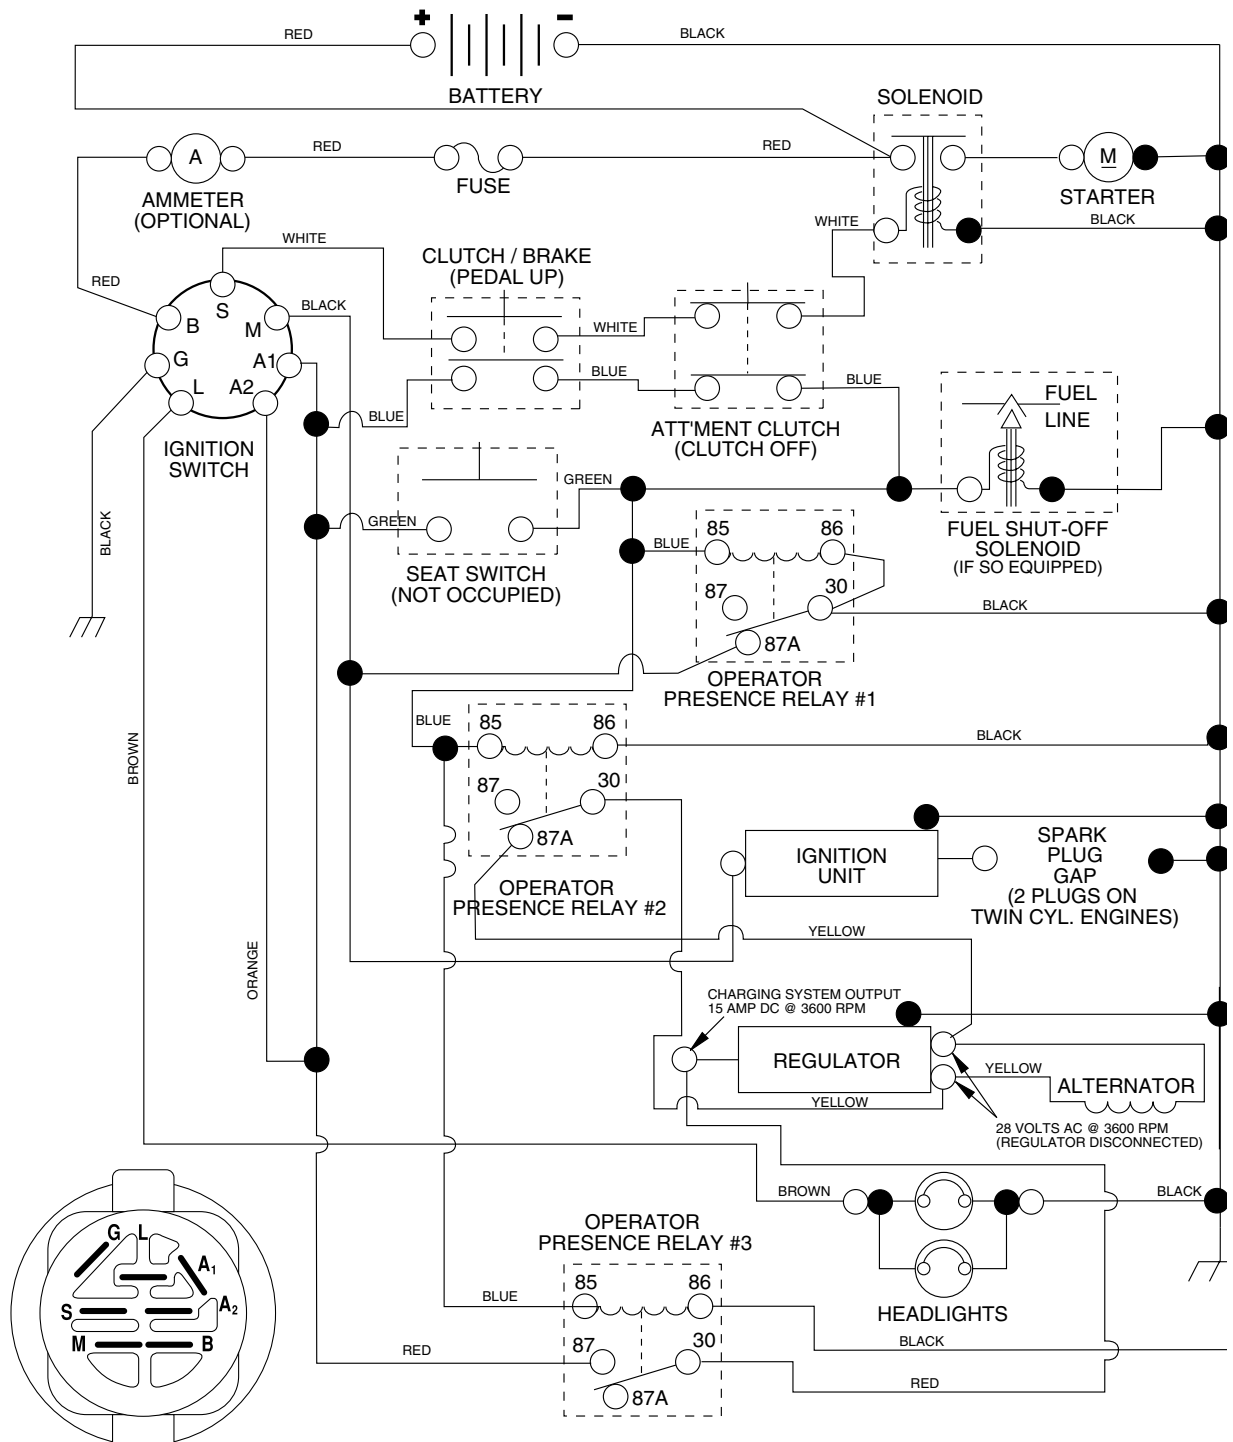 +
−
RED
BLACK
BATTERY
SOLENOID
A
RED
RED
M
AMMETER
(OPTIONAL)
FUSE
STARTER
WHITE
BLACK
WHITE
CLUTCH / BRAKE
(PEDAL UP)
RED
S
BLACK
B
M
WHITE
G
A1
L
A2
BLUE
BLUE
BLUE
FUEL
LINE
IGNITION
SWITCH
ATT'MENT CLUTCH
(CLUTCH OFF)
GREEN
GREEN
BLACK
SEAT SWITCH
(NOT OCCUPIED)
BLUE
85
86
87
30
87A
FUEL SHUT-OFF
SOLENOID
(IF SO EQUIPPED)
BLACK
OPERATOR
PRESENCE RELAY #1
BLUE
85
86
BLACK
BROWN
87
30
87A
OPERATOR
PRESENCE RELAY #2
IGNITION
UNIT
SPARK
PLUG
GAP
(2 PLUGS ON
TWIN CYL. ENGINES)
YELLOW
ORANGE
CHARGING SYSTEM OUTPUT
15 AMP DC @ 3600 RPM
REGULATOR
YELLOW
ALTERNATOR
YELLOW
28 VOLTS AC @ 3600 RPM
(REGULATOR DISCONNECTED)
BROWN
BLACK
HEADLIGHTS
OPERATOR
PRESENCE RELAY #3
G
L
A1
S
A2
M
B
BLUE
85
86
BLACK
RED
87
30
87A
RED